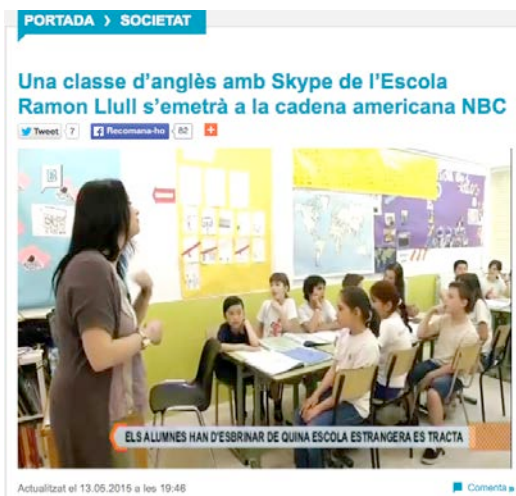 PORTADA › SOCIETAT
Una classe d'anglès amb Skype de l'Escola
Ramon Llull s'emetrà a la cadena americana NBC
Tweet 7 Recomana-ho 82 +
ELS ALUMNES HAN D'ESBRINAR DE QUINA ESCOLA ESTRANGERA ES TRACTA
Actualitzat el 13.05.2015 a les 19:46 Comenta